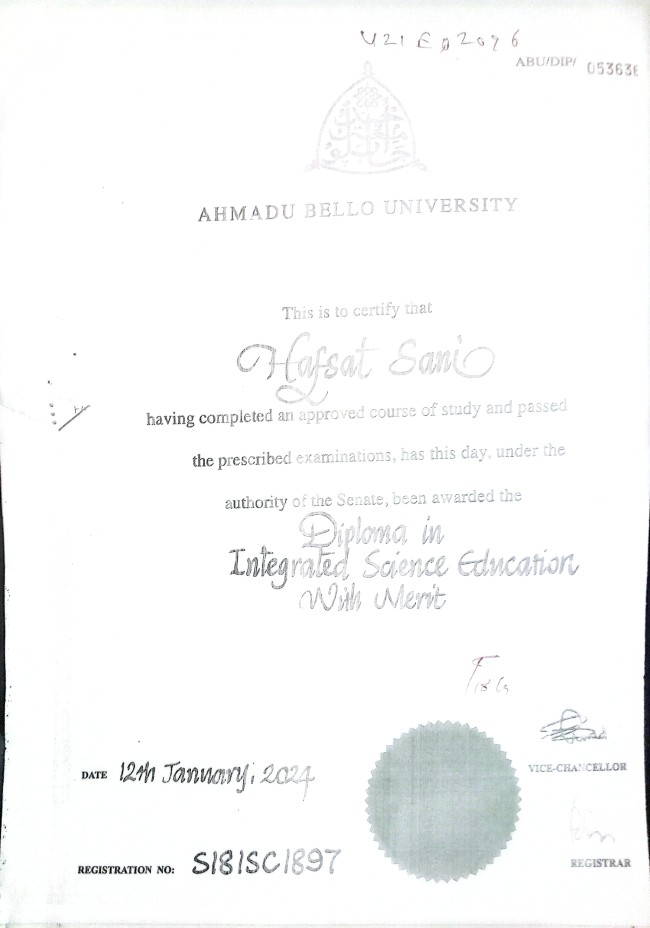 U21ED2096
ABU/DIP/ 053636
AHMADU BELLO UNIVERSITY
This is to certify that
Hafsat Sani
having completed an approved course of study and passed
the prescribed examinations, has this day, under the
authority of the Senate, been awarded the
Diploma in
Integrated Science Education
With Merit
VICE-CHANCELLOR
DATE 12th January, 2024
REGISTRAR
REGISTRATION NO: S18ISC1897